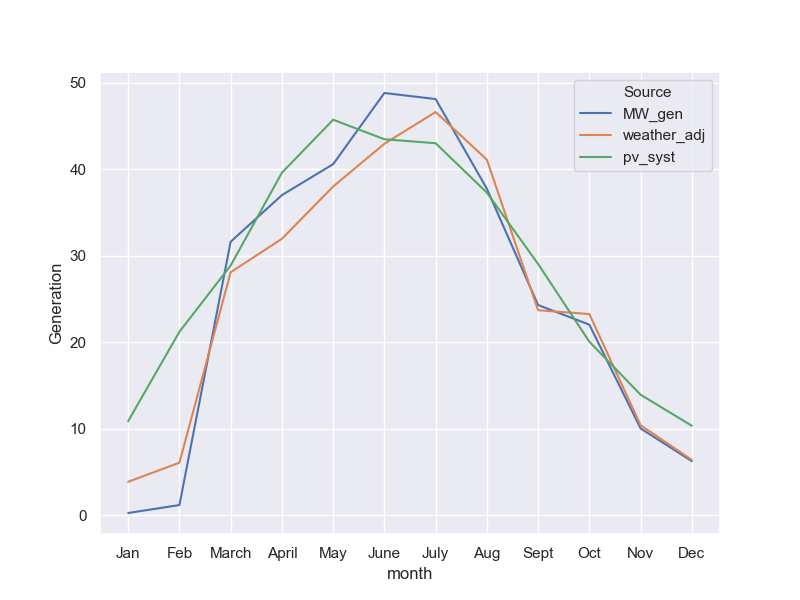 Source
MW_gen
weather_adj
pv_syst
50
40
30
20
10
0
Generation
Jan Feb March April May June July Aug Sept Oct Nov Dec
month